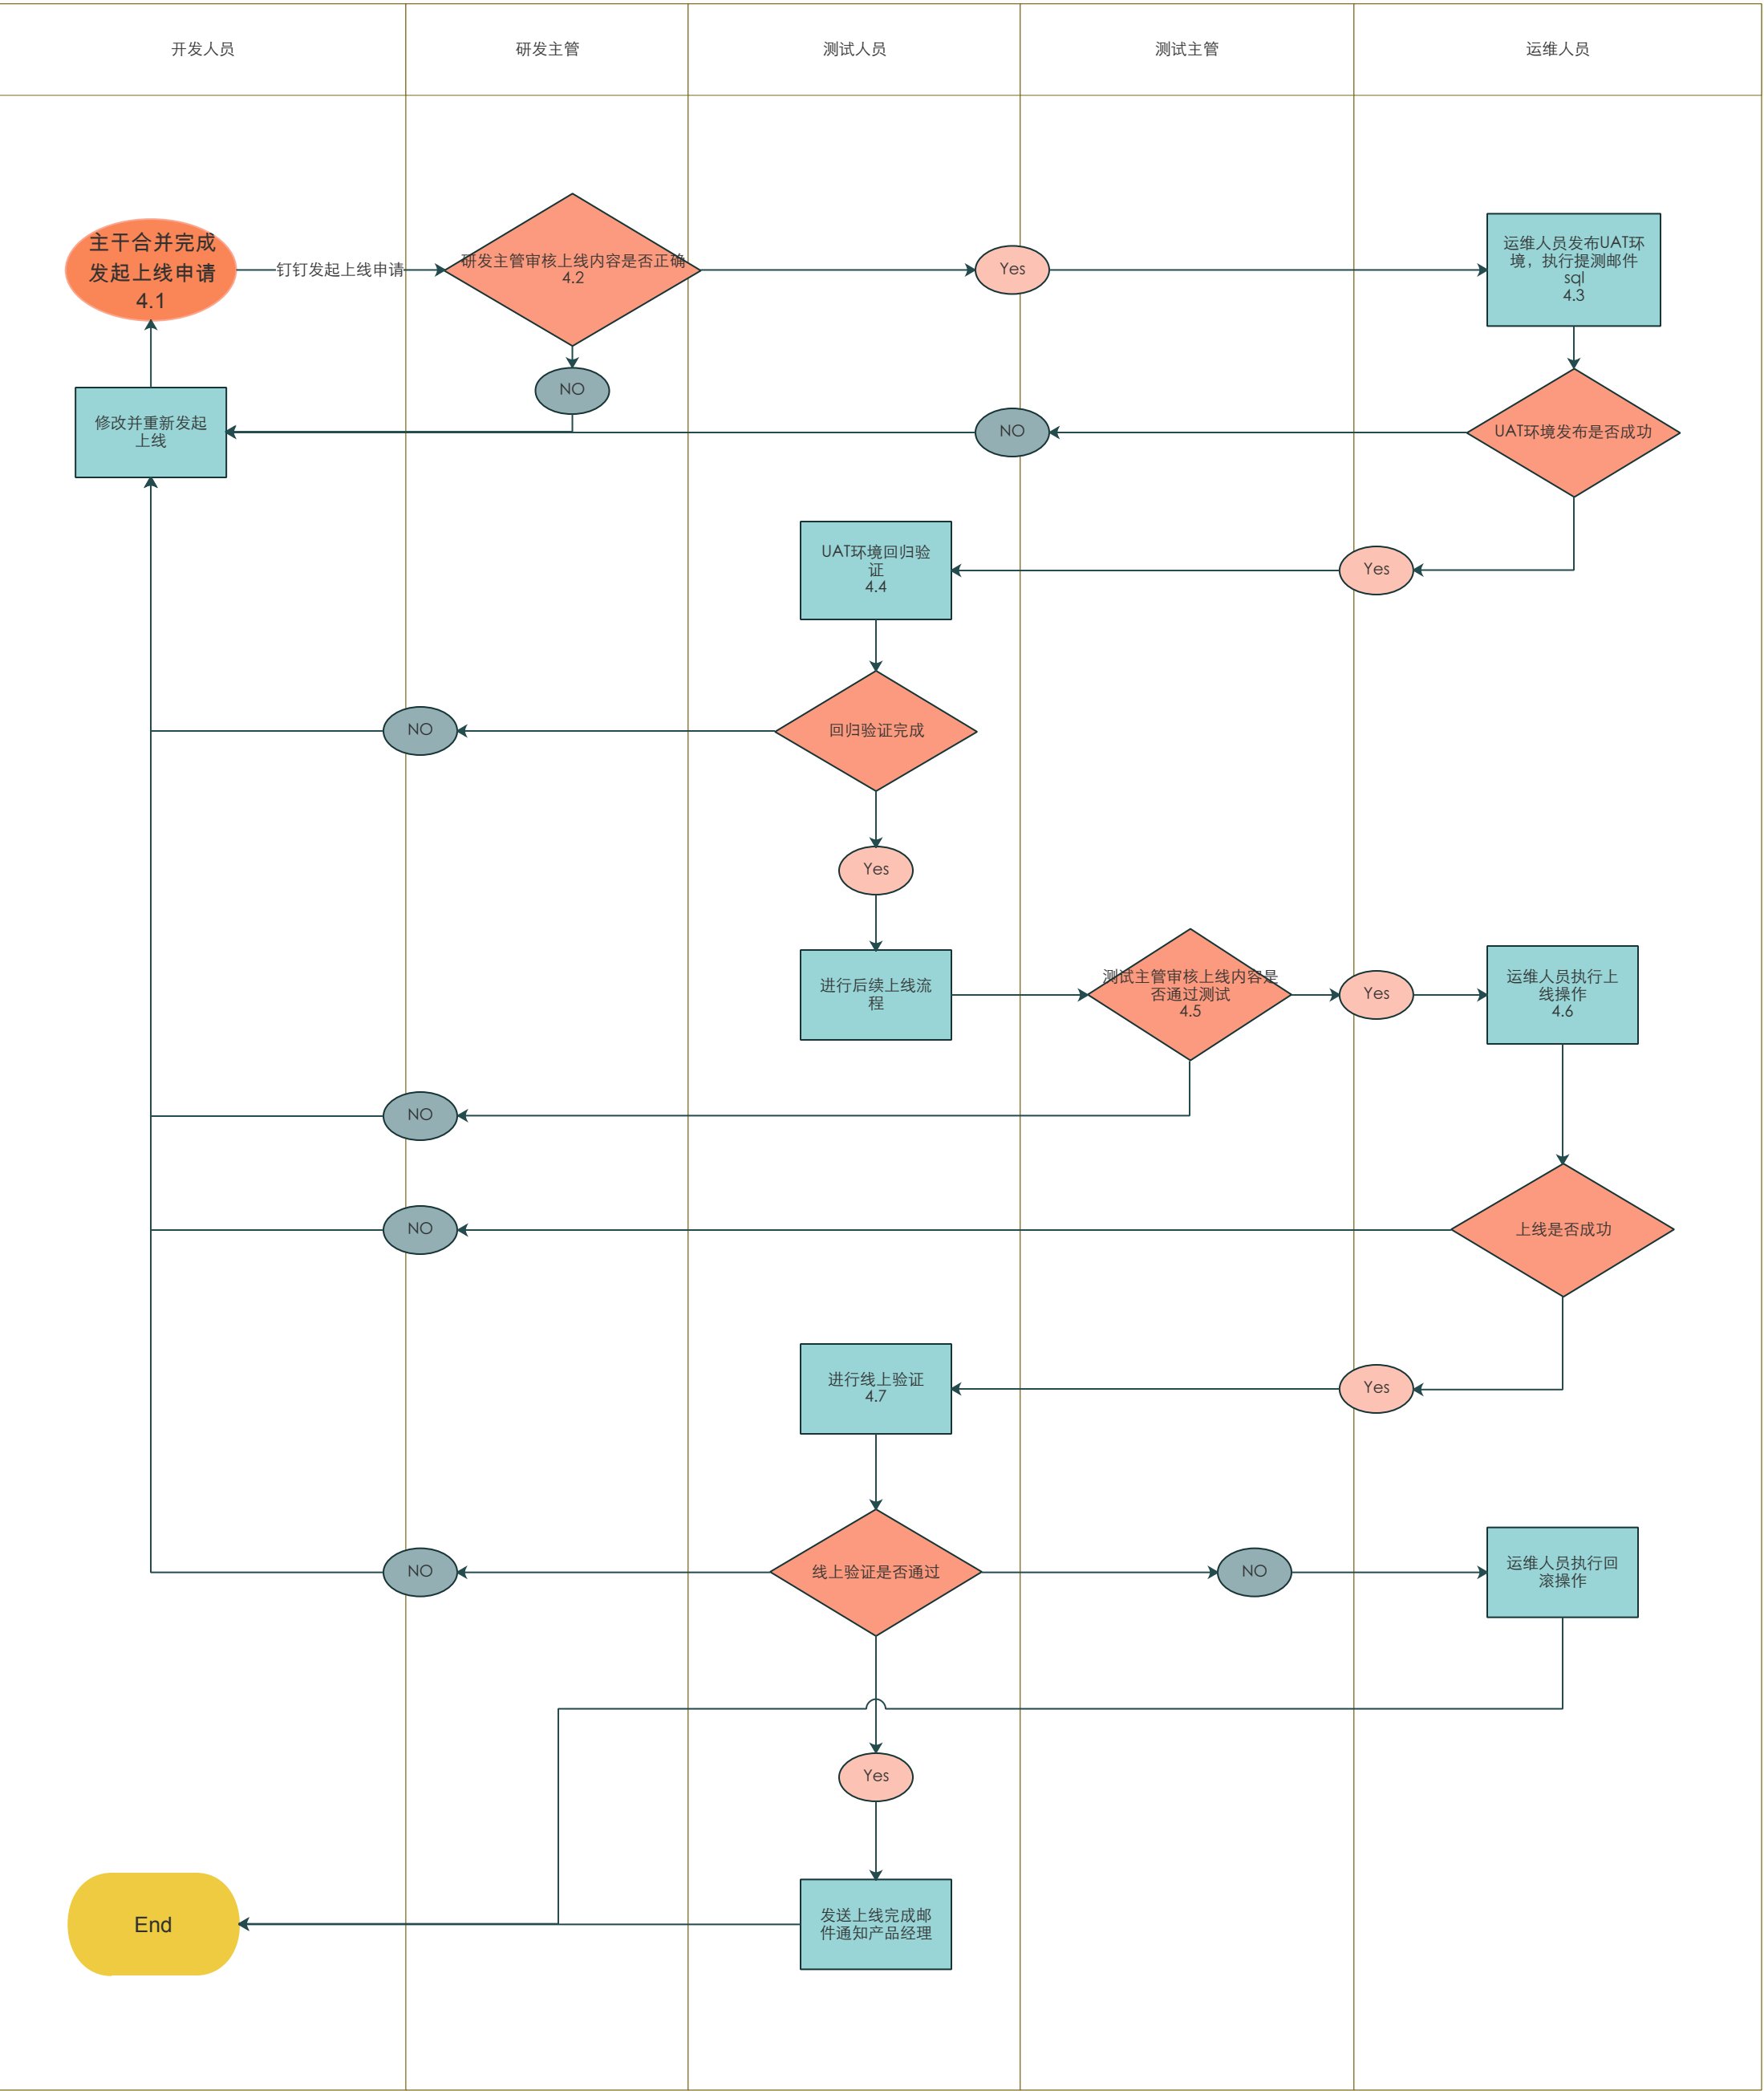 开发人员
研发主管
测试人员
测试主管
运维人员
主干合并完成
发起上线申请
4.1
钉钉发起上线申请
研发主管审核上线内容是否正确
4.2
Yes
运维人员发布UAT环
境，执行提测邮件
sql
4.3
NO
修改并重新发起
上线
NO
UAT环境发布是否成功
UAT环境回归验
证
4.4
Yes
NO
回归验证完成
Yes
进行后续上线流
程
测试主管审核上线内容是
否通过测试
4.5
Yes
运维人员执行上
线操作
4.6
NO
NO
上线是否成功
进行线上验证
4.7
Yes
NO
线上验证是否通过
NO
运维人员执行回
滚操作
Yes
End
发送上线完成邮
件通知产品经理